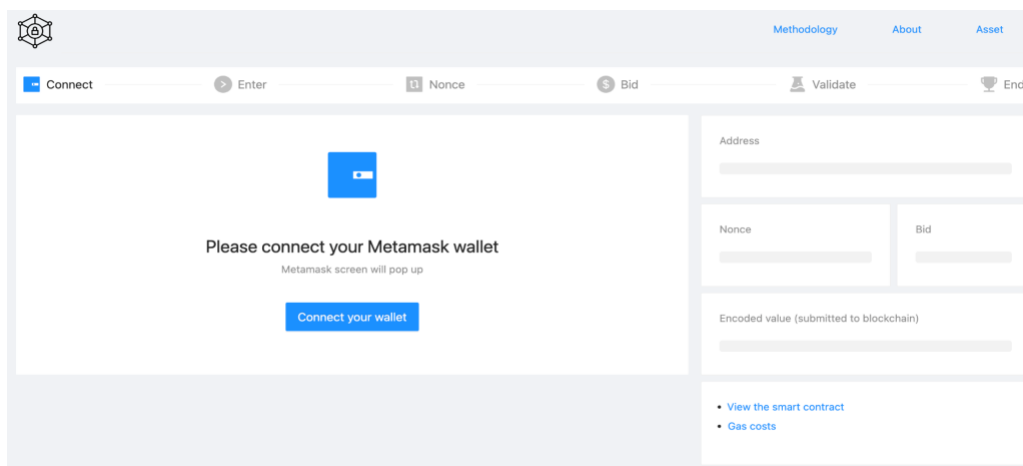 Methodology About Asset
Connect Enter Nonce Bid Validate End
Please connect your Metamask wallet
Metamask screen will pop up
Connect your wallet
Address
Nonce Bid
Encoded value (submitted to blockchain)
View the smart contract
Gas costs